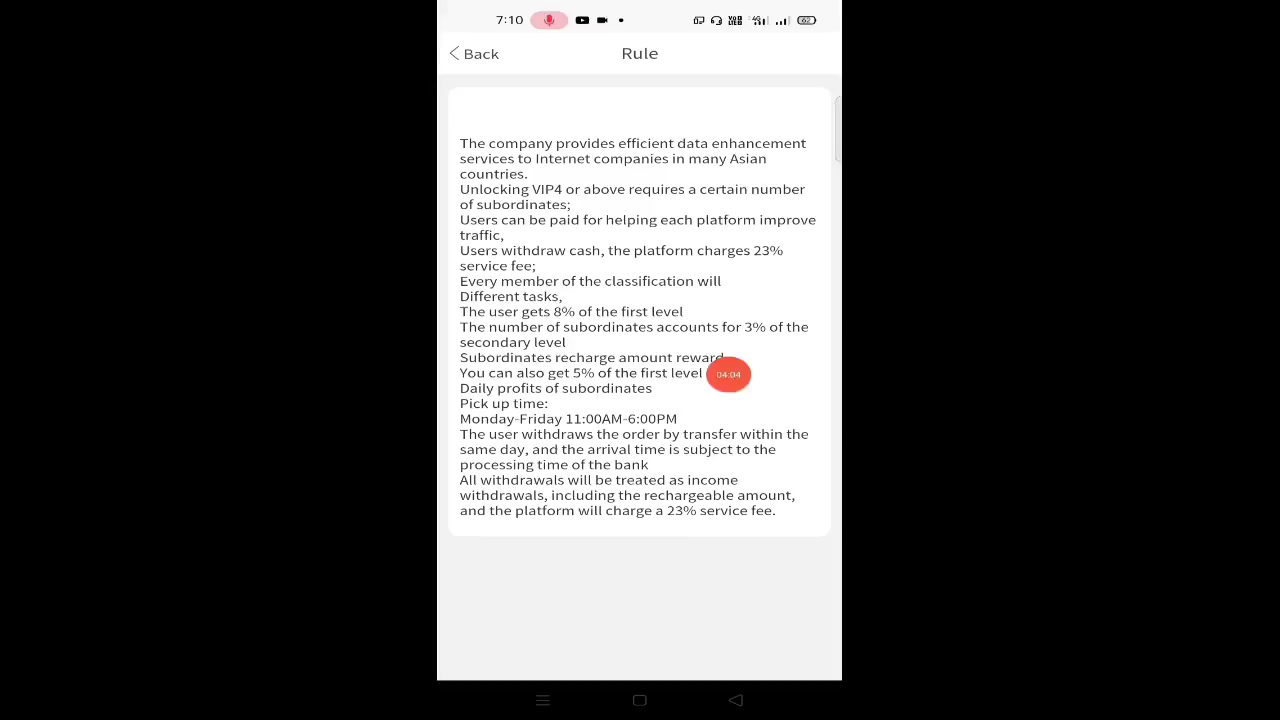 7:10
VoLTE 4G 62
Back
Rule
The company provides efficient data enhancement
services to Internet companies in many Asian
countries.
Unlocking VIP4 or above requires a certain number
of subordinates;
Users can be paid for helping each platform improve
traffic,
Users withdraw cash, the platform charges 23%
service fee;
Every member of the classification will
Different tasks,
The user gets 8% of the first level
The number of subordinates accounts for 3% of the
secondary level
Subordinates recharge amount reward
You can also get 5% of the first level
04:04
Daily profits of subordinates
Pick up time:
Monday-Friday 11:00AM-6:00PM
The user withdraws the order by transfer within the
same day, and the arrival time is subject to the
processing time of the bank
All withdrawals will be treated as income
withdrawals, including the rechargeable amount,
and the platform will charge a 23% service fee.